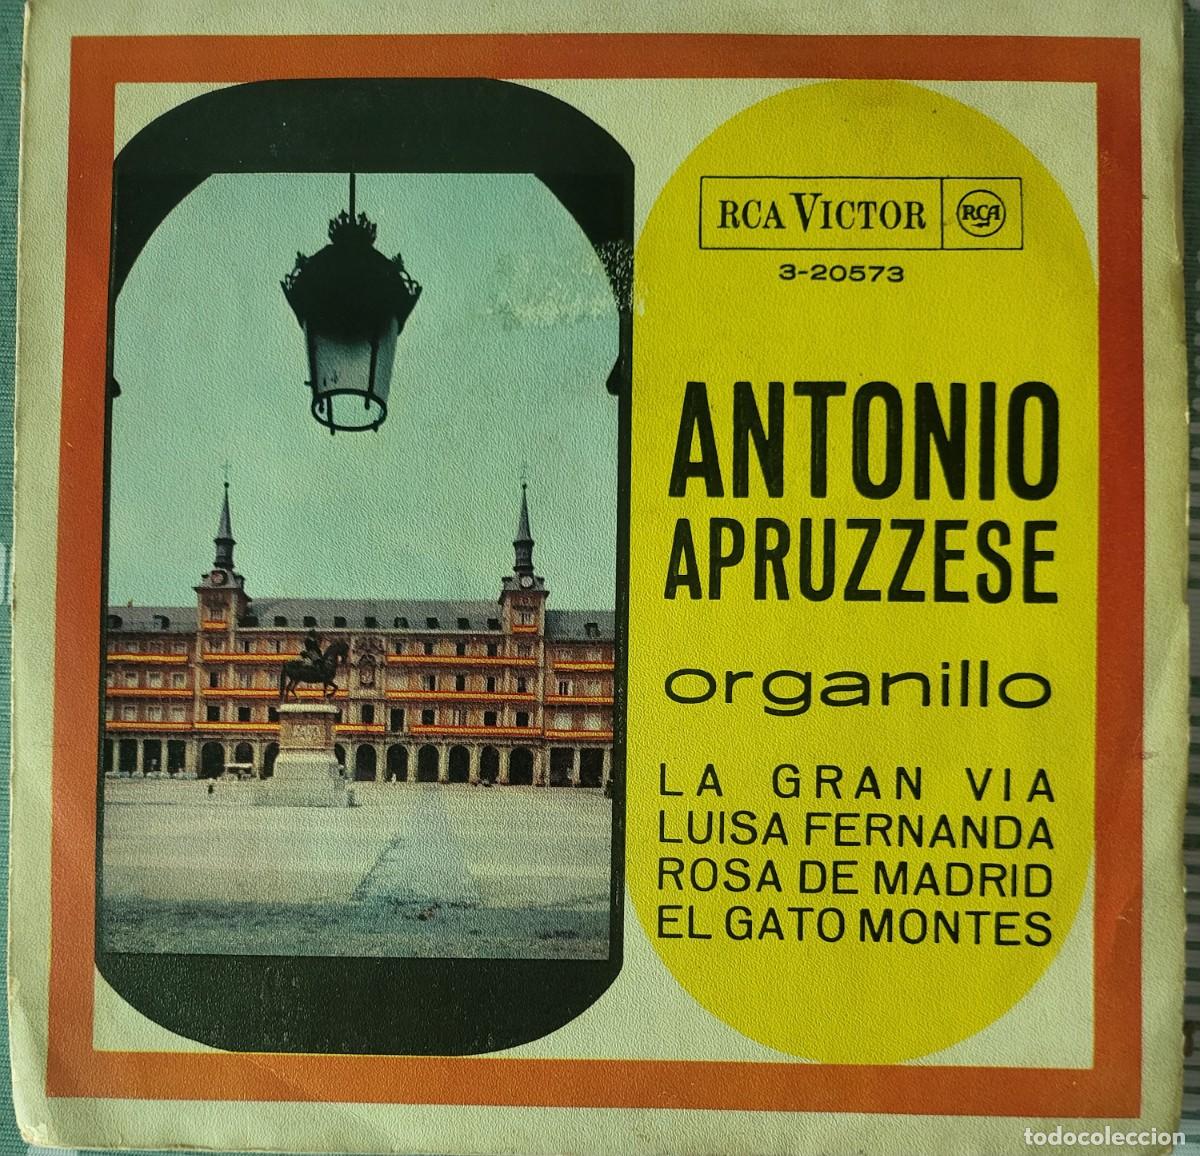 RCA VICTOR RCA
3-20573
ANTONIO
APRUZZESE
organillo
LA GRAN VIA
LUISA FERNANDA
ROSA DE MADRID
EL GATO MONTES
todocoleccion